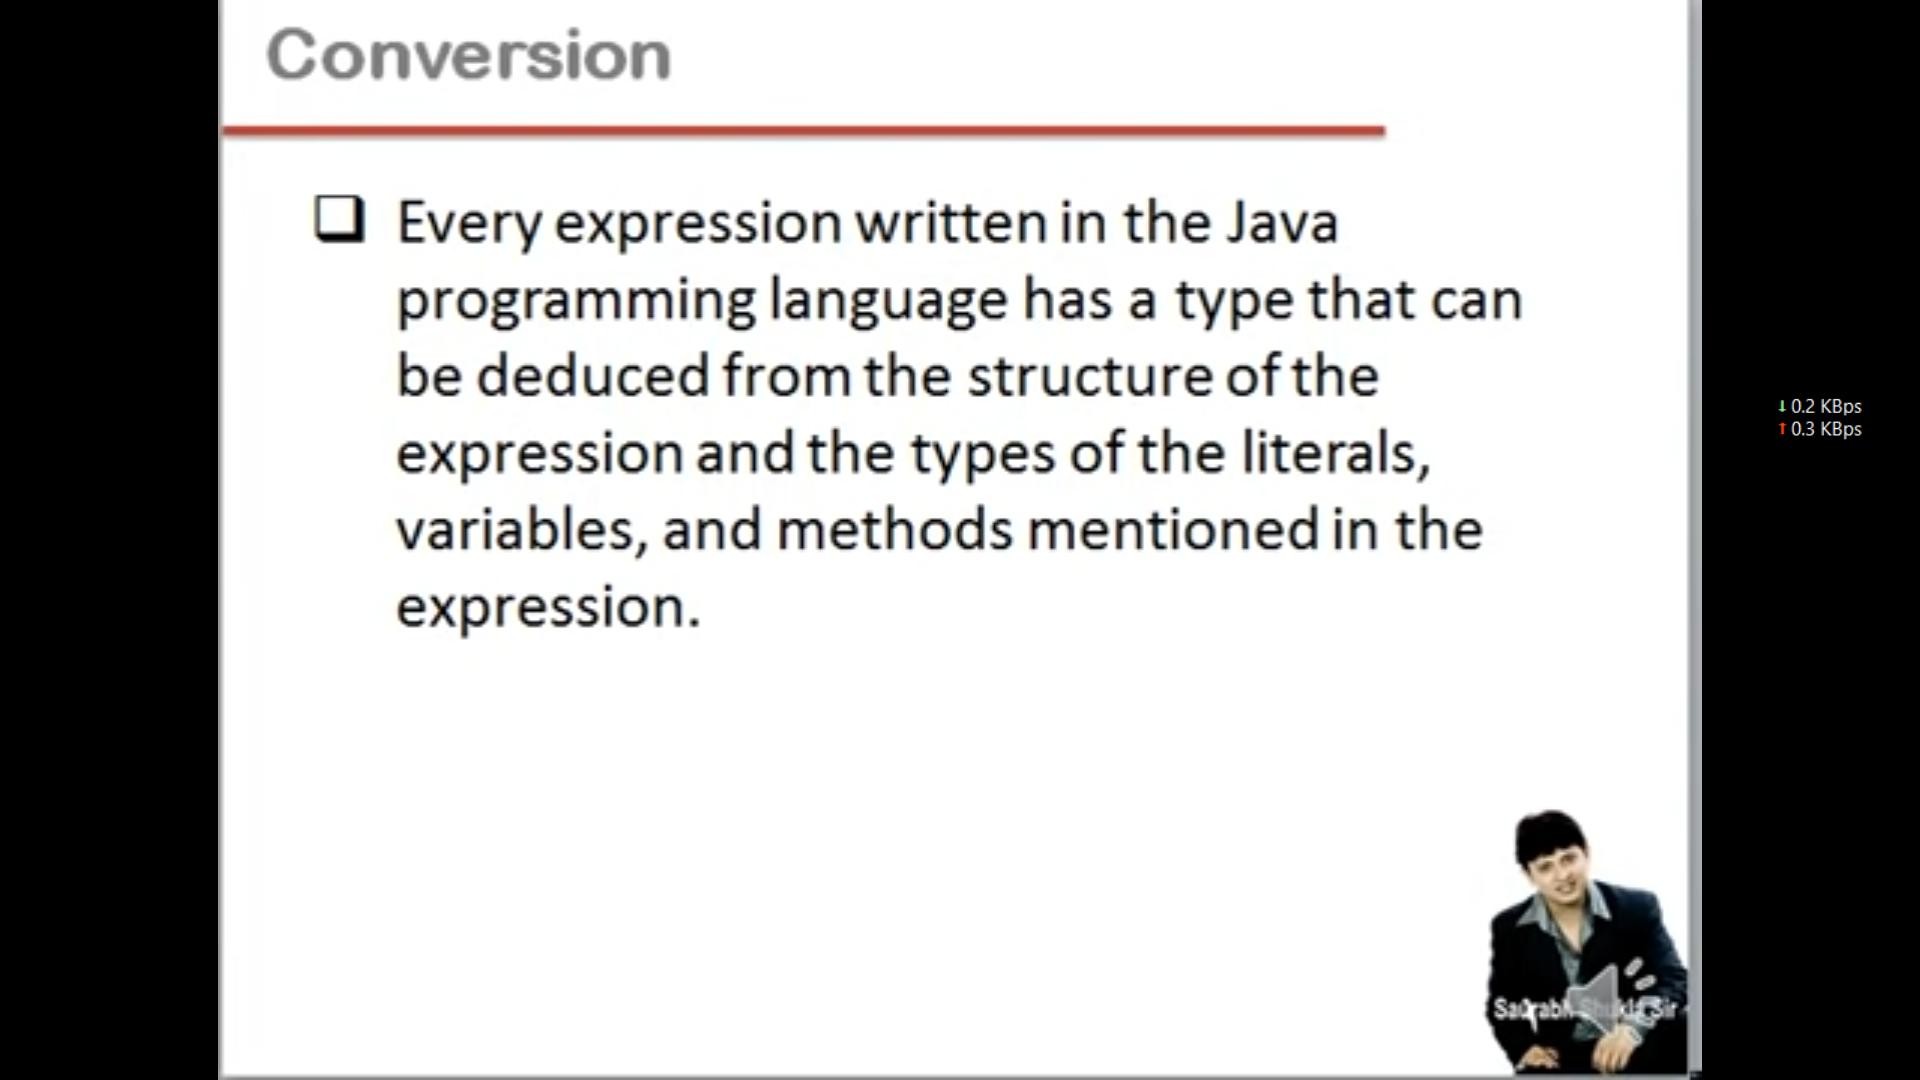 Conversion
Every expression written in the Java
programming language has a type that can
be deduced from the structure of the
expression and the types of the literals,
variables, and methods mentioned in the
expression.
↓ 0.2 KBps
↑ 0.3 KBps
Saurabh Shukla Sir